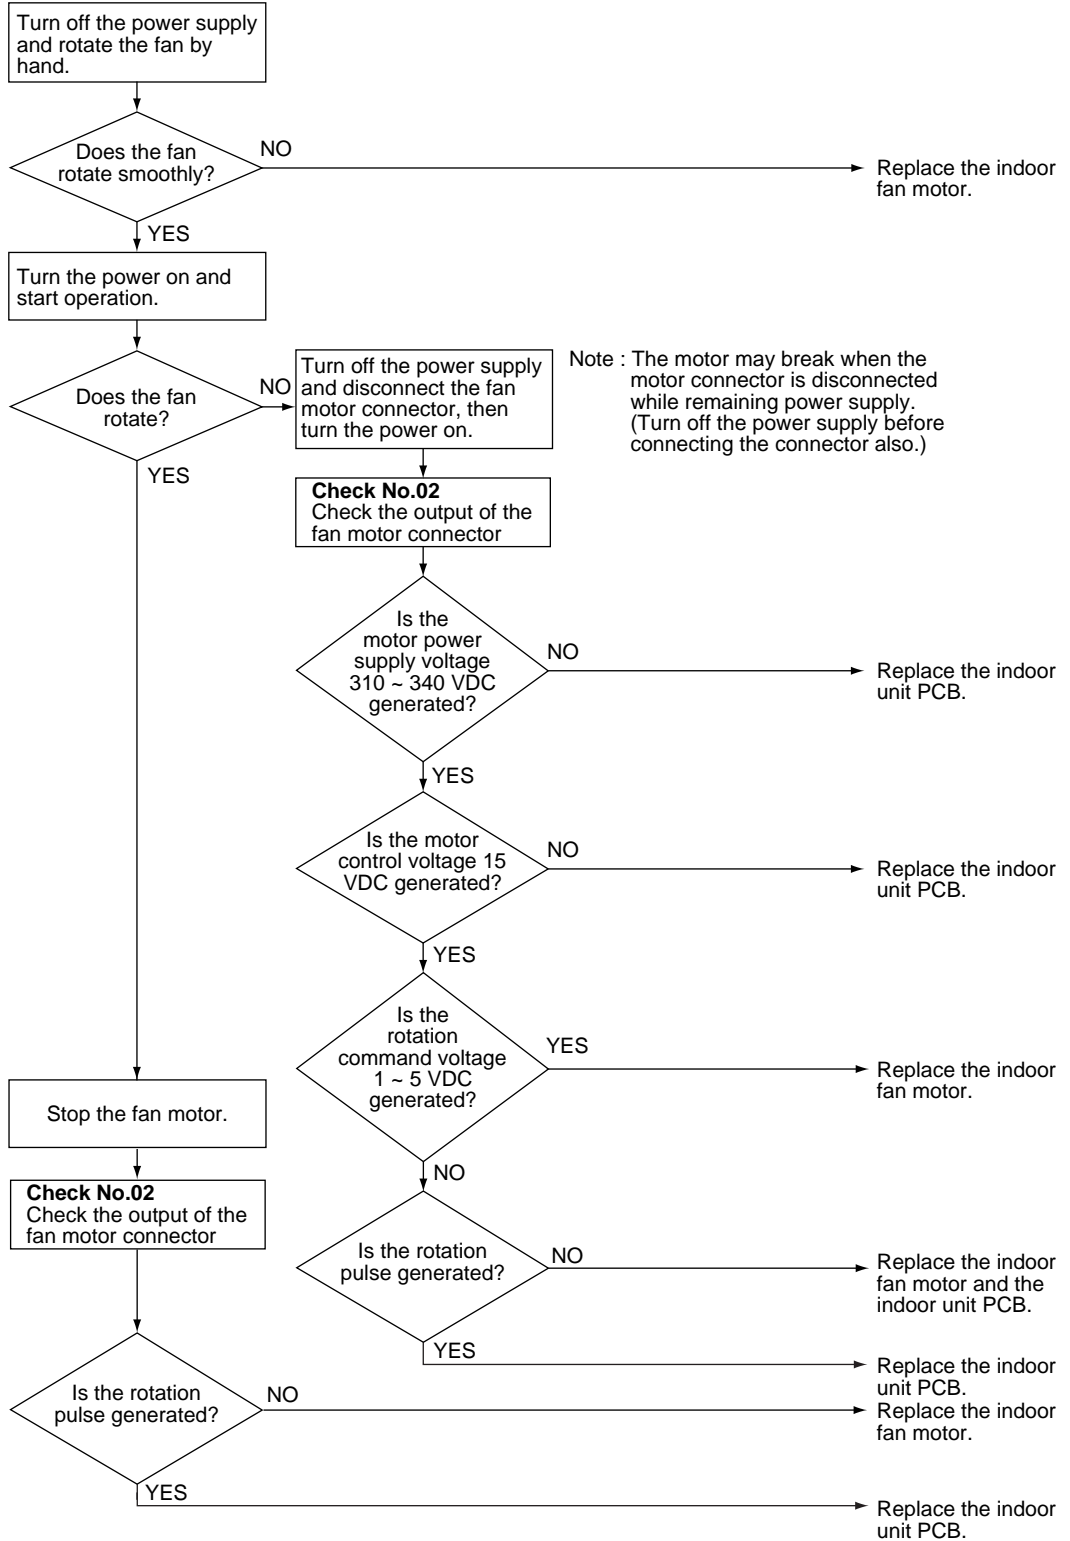 Turn off the power supply
and rotate the fan by
hand.
Does the fan
rotate smoothly?
NO
Replace the indoor
fan motor.
YES
Turn the power on and
start operation.
Does the fan
rotate?
NO
Turn off the power supply
and disconnect the fan
motor connector, then
turn the power on.
Note : The motor may break when the
motor connector is disconnected
while remaining power supply.
(Turn off the power supply before
connecting the connector also.)
YES
Check No.02
Check the output of the
fan motor connector
Is the
motor power
supply voltage
310 ~ 340 VDC
generated?
NO
Replace the indoor
unit PCB.
YES
Is the motor
control voltage 15
VDC generated?
NO
Replace the indoor
unit PCB.
YES
Is the
rotation
command voltage
1 ~ 5 VDC
generated?
YES
Replace the indoor
fan motor.
NO
Stop the fan motor.
Check No.02
Check the output of the
fan motor connector
Is the rotation
pulse generated?
NO
Replace the indoor
fan motor and the
indoor unit PCB.
YES
Replace the indoor
unit PCB.
Is the rotation
pulse generated?
NO
Replace the indoor
fan motor.
YES
Replace the indoor
unit PCB.